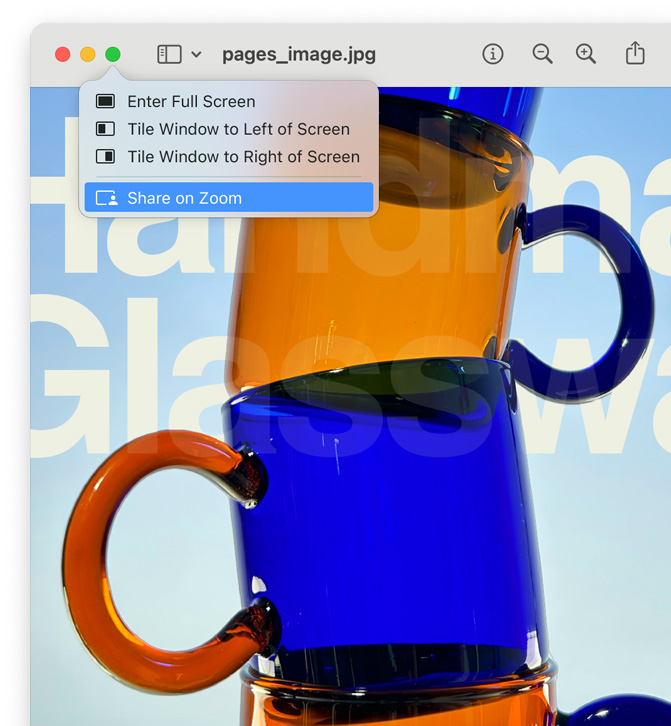 pages_image.jpg
Enter Full Screen
Tile Window to Left of Screen
Tile Window to Right of Screen
Share on Zoom
Handma
Glasswa